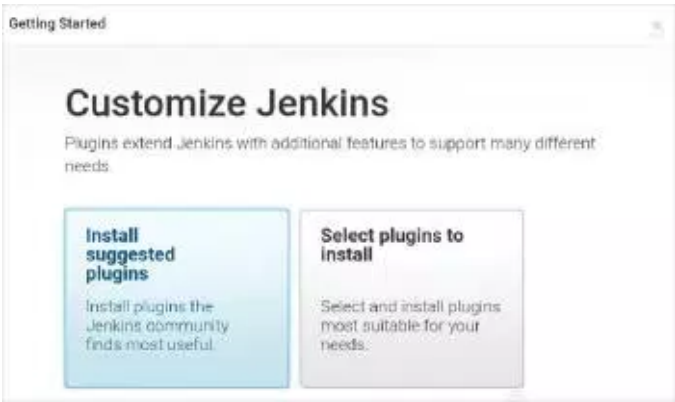 Getting Started
Customize Jenkins
Plugins extend Jenkins with additional features to support many different
needs.
Install
suggested
plugins
Install plugins the
Jenkins community
finds most useful.
Select plugins to
install
Select and install plugins
most suitable for your
needs.